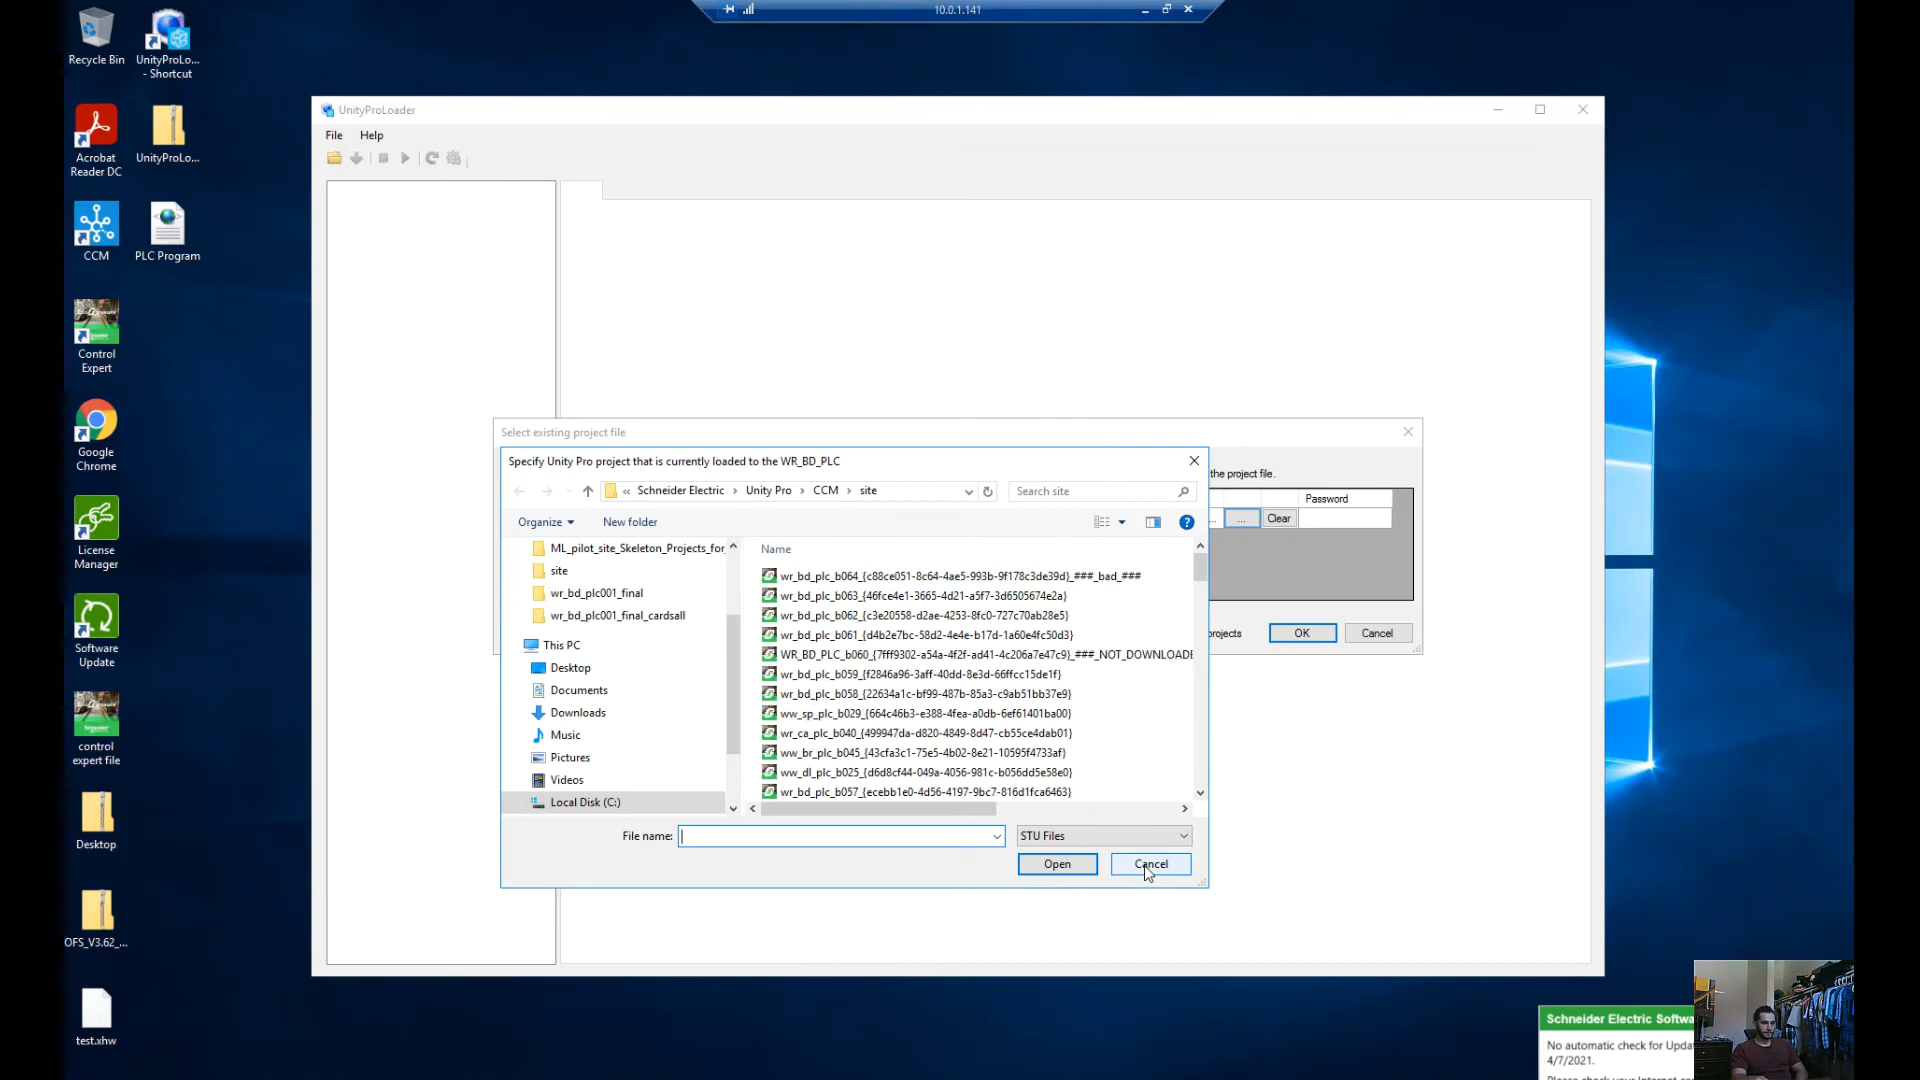 10.0.1.141
Recycle Bin
UnityProLo...
- Shortcut
Acrobat
Reader DC
UnityProLo...
CCM
PLC Program
Control
Expert
Google
Chrome
License
Manager
Software
Update
control
expert file
Desktop
OFS_V3.62_...
test.xhw
UnityProLoader
File
Help
Select existing project file
the project file.
Password
...
...
Clear
rojects
OK
Cancel
Specify Unity Pro project that is currently loaded to the WR_BD_PLC
« Schneider Electric > Unity Pro > CCM > site
Search site
Organize
New folder
ML_pilot_site_Skeleton_Projects_for_
site
wr_bd_plc001_final
wr_bd_plc001_final_cardsall
This PC
Desktop
Documents
Downloads
Music
Pictures
Videos
Local Disk (C:)
Name
wr_bd_plc_b064_{c88ce051-8c64-4ae5-993b-9f178c3de39d}_###_bad_###
wr_bd_plc_b063_{46fce4e1-3665-4d21-a5f7-3d6505674e2a}
wr_bd_plc_b062_{c3e20558-d2ae-4253-8fc0-727c70ab28e5}
wr_bd_plc_b061_{d4b2e7bc-58d2-4e4e-b17d-1a60e4fc50d3}
WR_BD_PLC_b060_{7fff9302-a54a-4f2f-ad41-4c206a7e47c9}_###_NOT_DOWNLOADE
wr_bd_plc_b059_{f2846a96-3aff-40dd-8e3d-66ffcc15de1f}
wr_bd_plc_b058_{22634a1c-bf99-487b-85a3-c9ab51bb37e9}
ww_sp_plc_b029_{664c46b3-e388-4fea-a0db-6ef61401ba00}
wr_ca_plc_b040_{499947da-d820-4849-8d47-cb55ce4dab01}
ww_br_plc_b045_{43cfa3c1-75e5-4b02-8e21-10595f4733af}
ww_dl_plc_b025_{d6d8cf44-049a-4056-981c-b056dd5e58e0}
wr_bd_plc_b057_{ecebb1e0-4d56-4197-9bc7-816d1fca6463}
File name:
STU Files
Open
Cancel
Schneider Electric Softwa
No automatic check for Upda
4/7/2021.